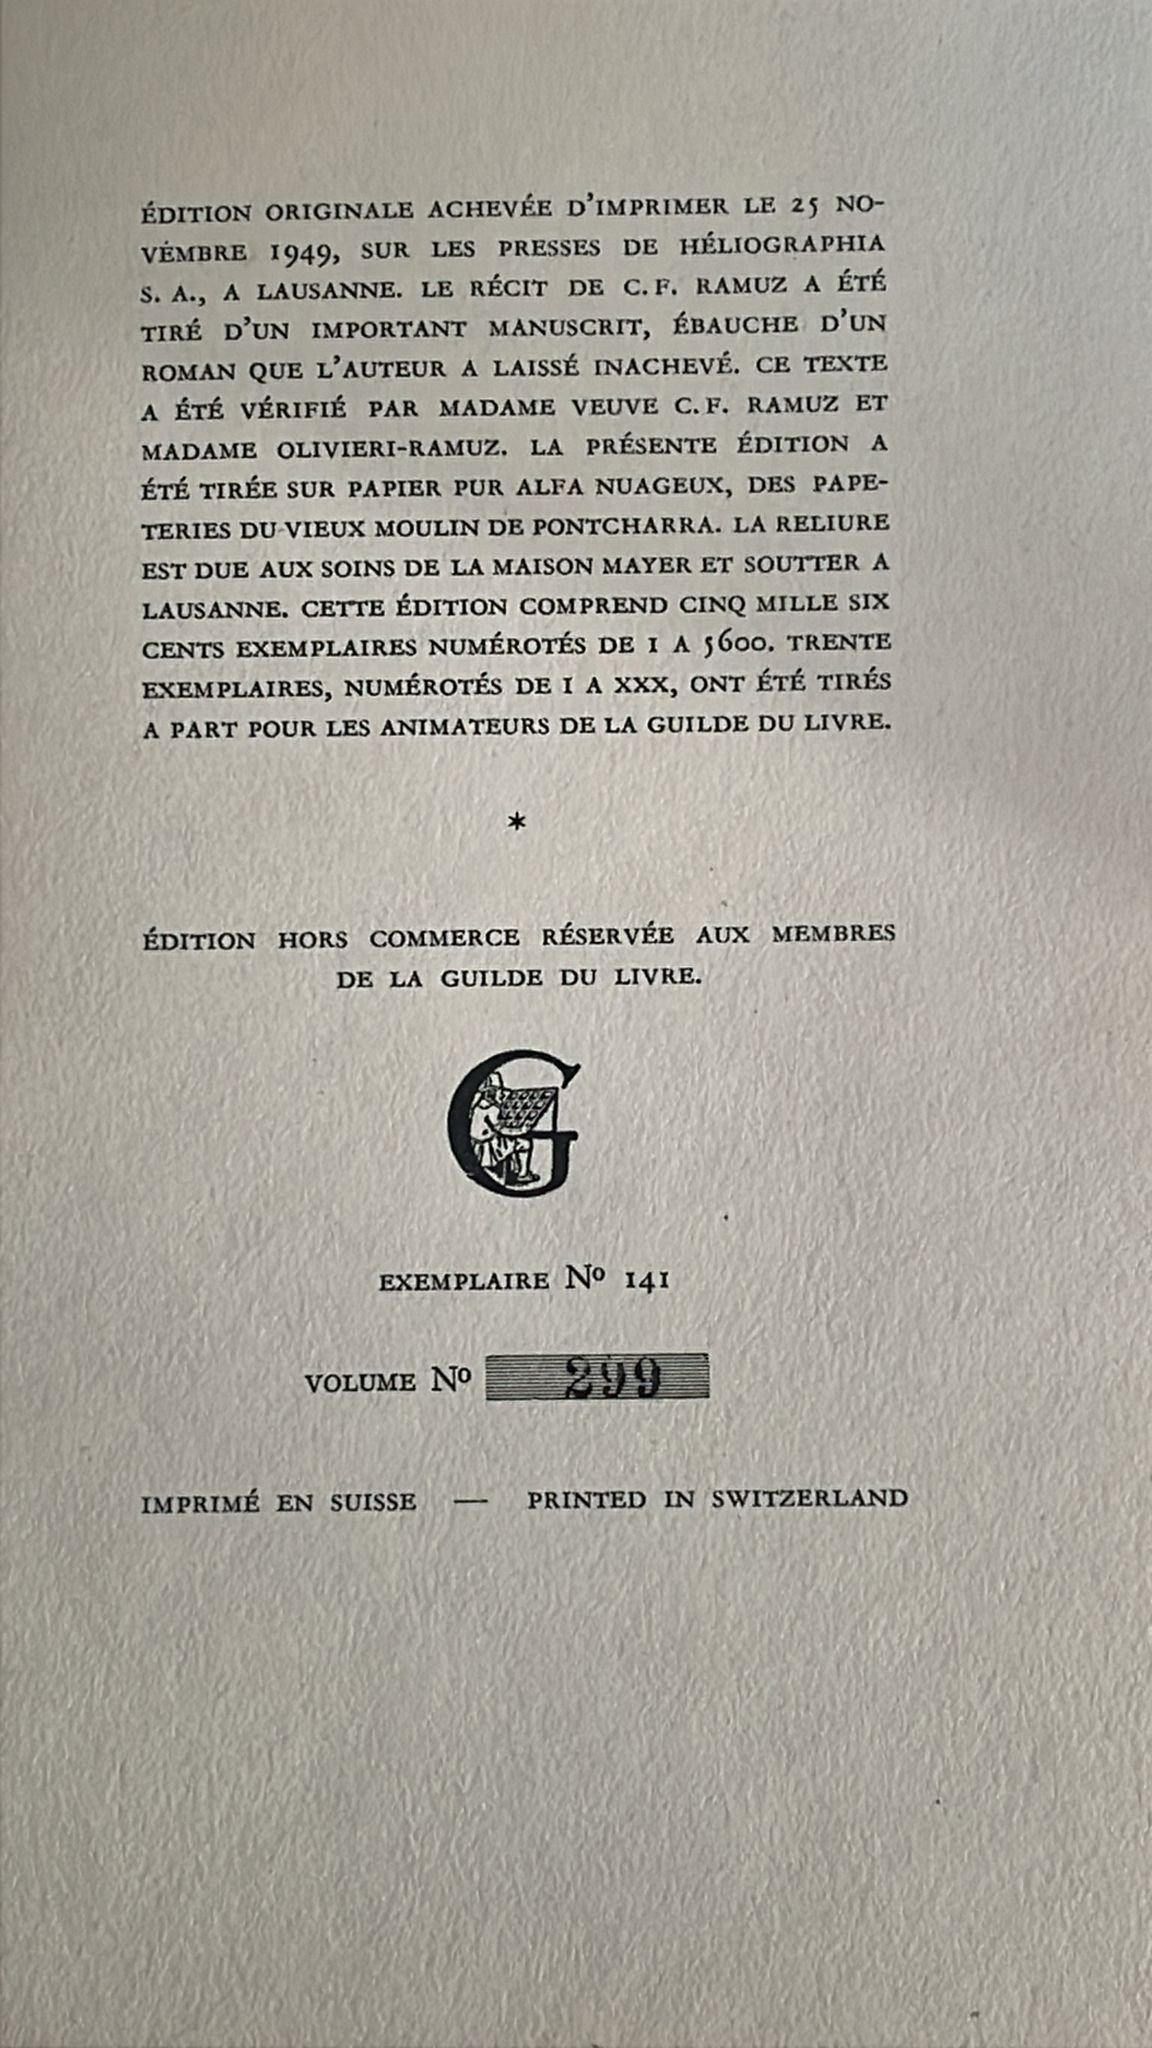 ÉDITION ORIGINALE ACHEVÉE D'IMPRIMER LE 25 NO-
VEMBRE 1949, SUR LES PRESSES DE HÉLIOGRAPHIA
S. A., A LAUSANNE. LE RÉCIT DE C. F. RAMUZ A ÉTÉ
TIRÉ D'UN IMPORTANT MANUSCRIT, ÉBAUCHE D'UN
ROMAN QUE L'AUTEUR A LAISSÉ INACHEVÉ. CE TEXTE
A ÉTÉ VÉRIFIÉ PAR MADAME VEUVE C. F. RAMUZ ET
MADAME OLIVIERI-RAMUZ. LA PRÉSENTE ÉDITION A
ÉTÉ TIRÉE SUR PAPIER PUR ALFA NUAGEUX, DES PAPE-
TERIES DU VIEUX MOULIN DE PONTCHARRA. LA RELIURE
EST DUE AUX SOINS DE LA MAISON MAYER ET SOUTTER A
LAUSANNE. CETTE ÉDITION COMPREND CINQ MILLE SIX
CENTS EXEMPLAIRES NUMÉROTÉS DE 1 A 5600. TRENTE
EXEMPLAIRES, NUMÉROTÉS DE I A XXX, ONT ÉTÉ TIRÉS
A PART POUR LES ANIMATEURS DE LA GUILDE DU LIVRE.
*
ÉDITION HORS COMMERCE RÉSERVÉE AUX MEMBRES
DE LA GUILDE DU LIVRE.
G
EXEMPLAIRE Nº 141
VOLUME Nº 299
IMPRIMÉ EN SUISSE — PRINTED IN SWITZERLAND